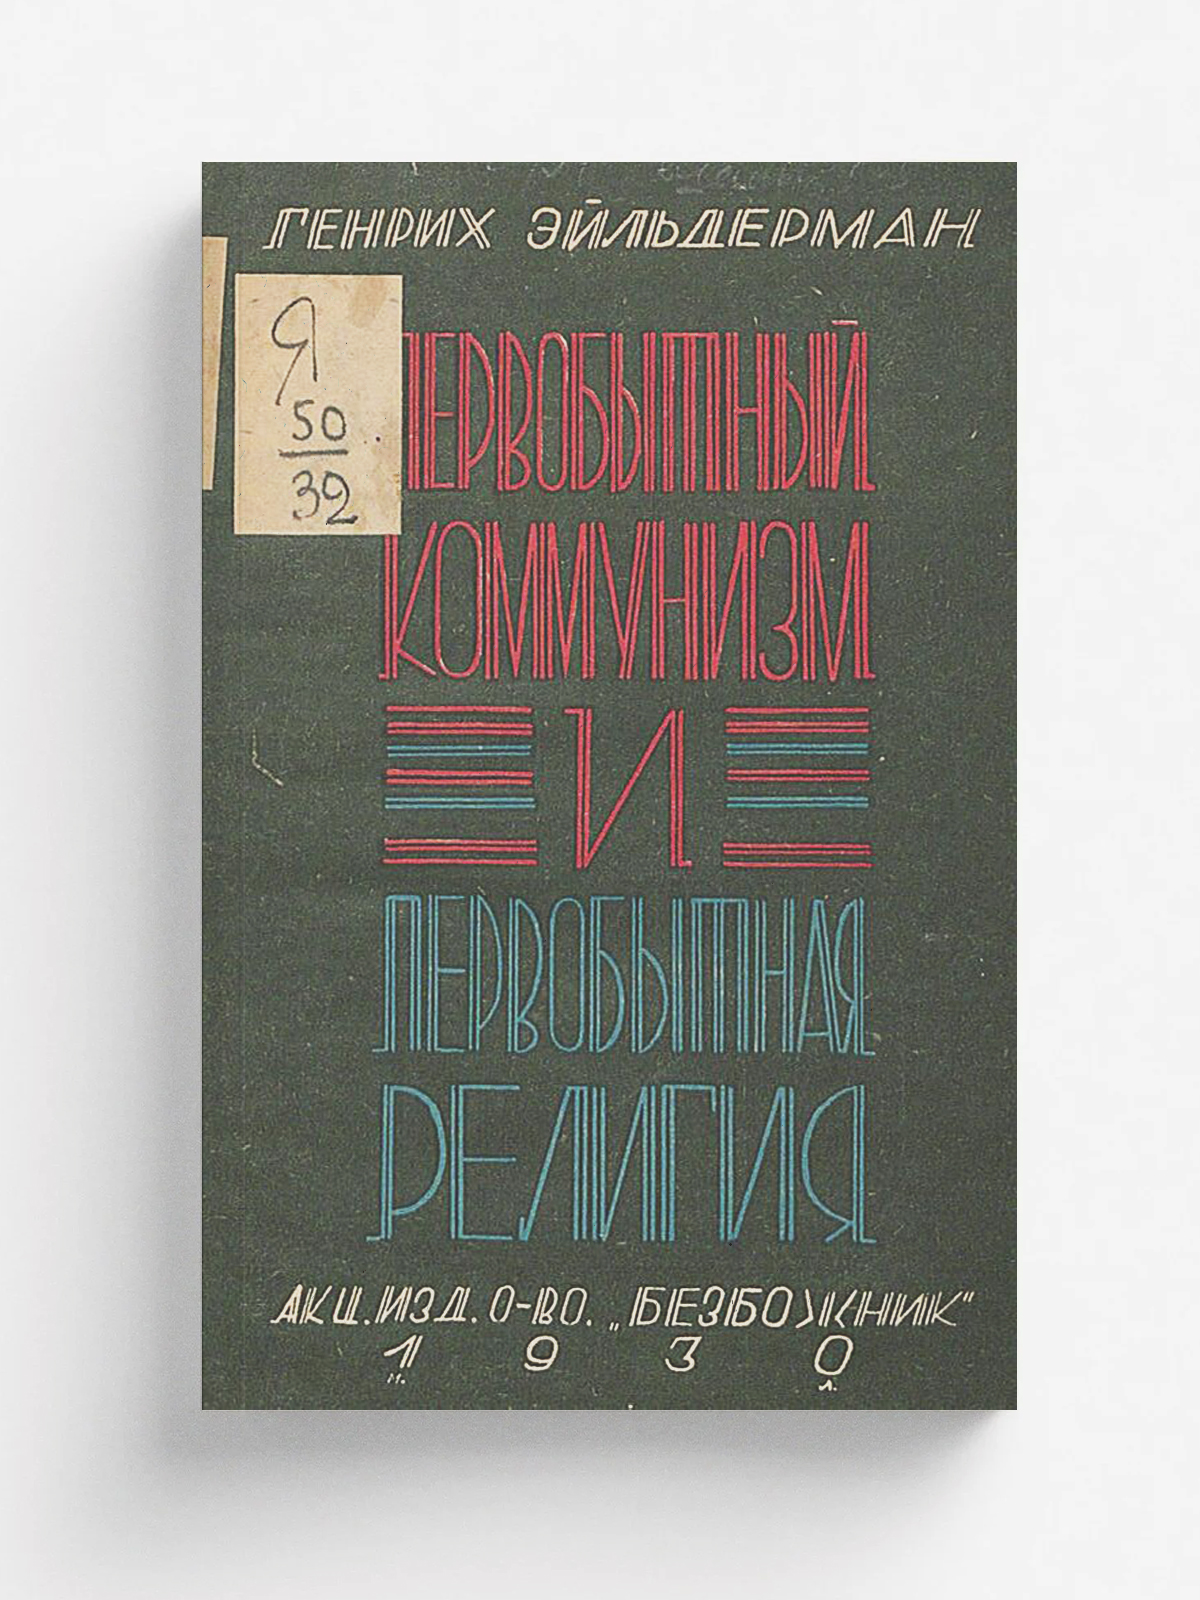 ГЕНРИХ ЭЙЛЬДЕРМАН
Я
50
32
ПЕРВОБЫТНЫЙ
КОММУНИЗМ
И
ПЕРВОБЫТНАЯ
РЕЛИГИЯ
АКЦ. ИЗД. О-ВО. „БЕЗБОЖНИК"
1930
М. Л.